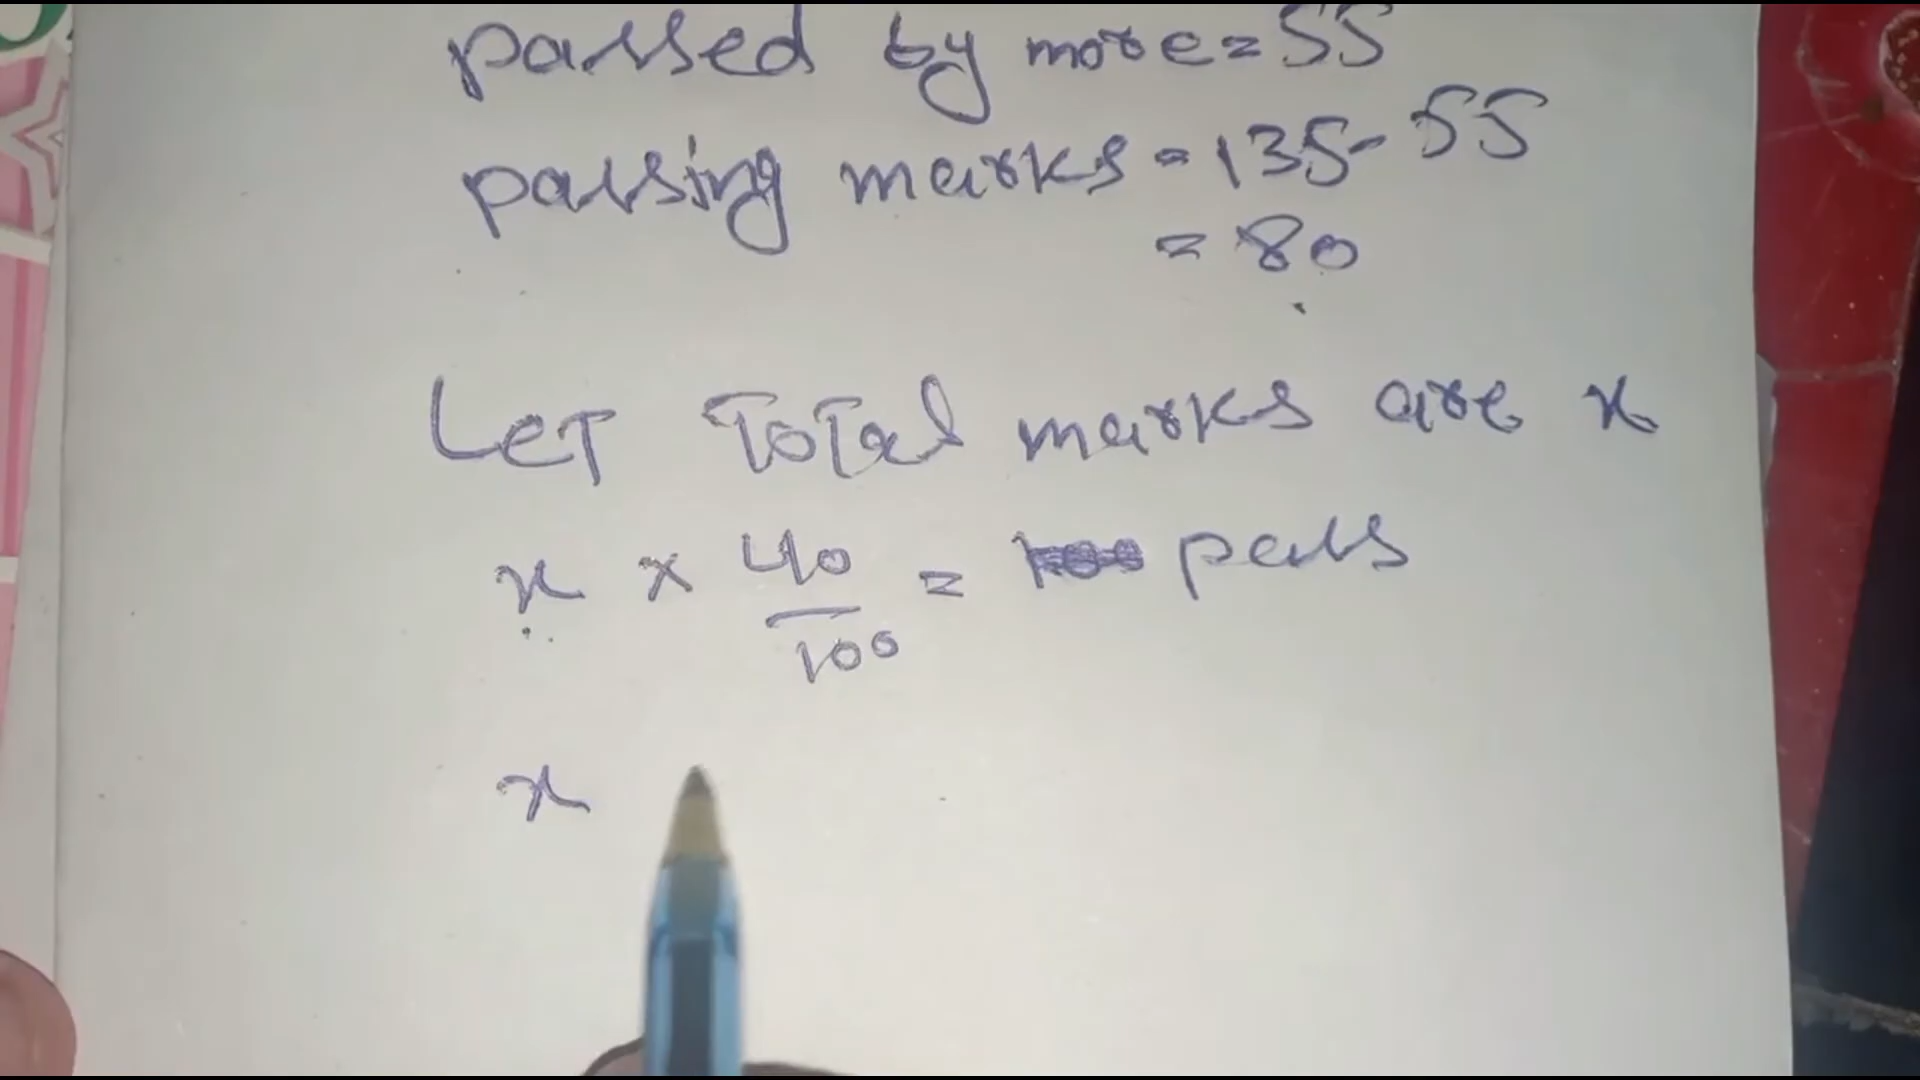 passed by more = 55
passing marks = 135 - 55
= 80
Let Total marks are x
x × 40/100 = pass
x